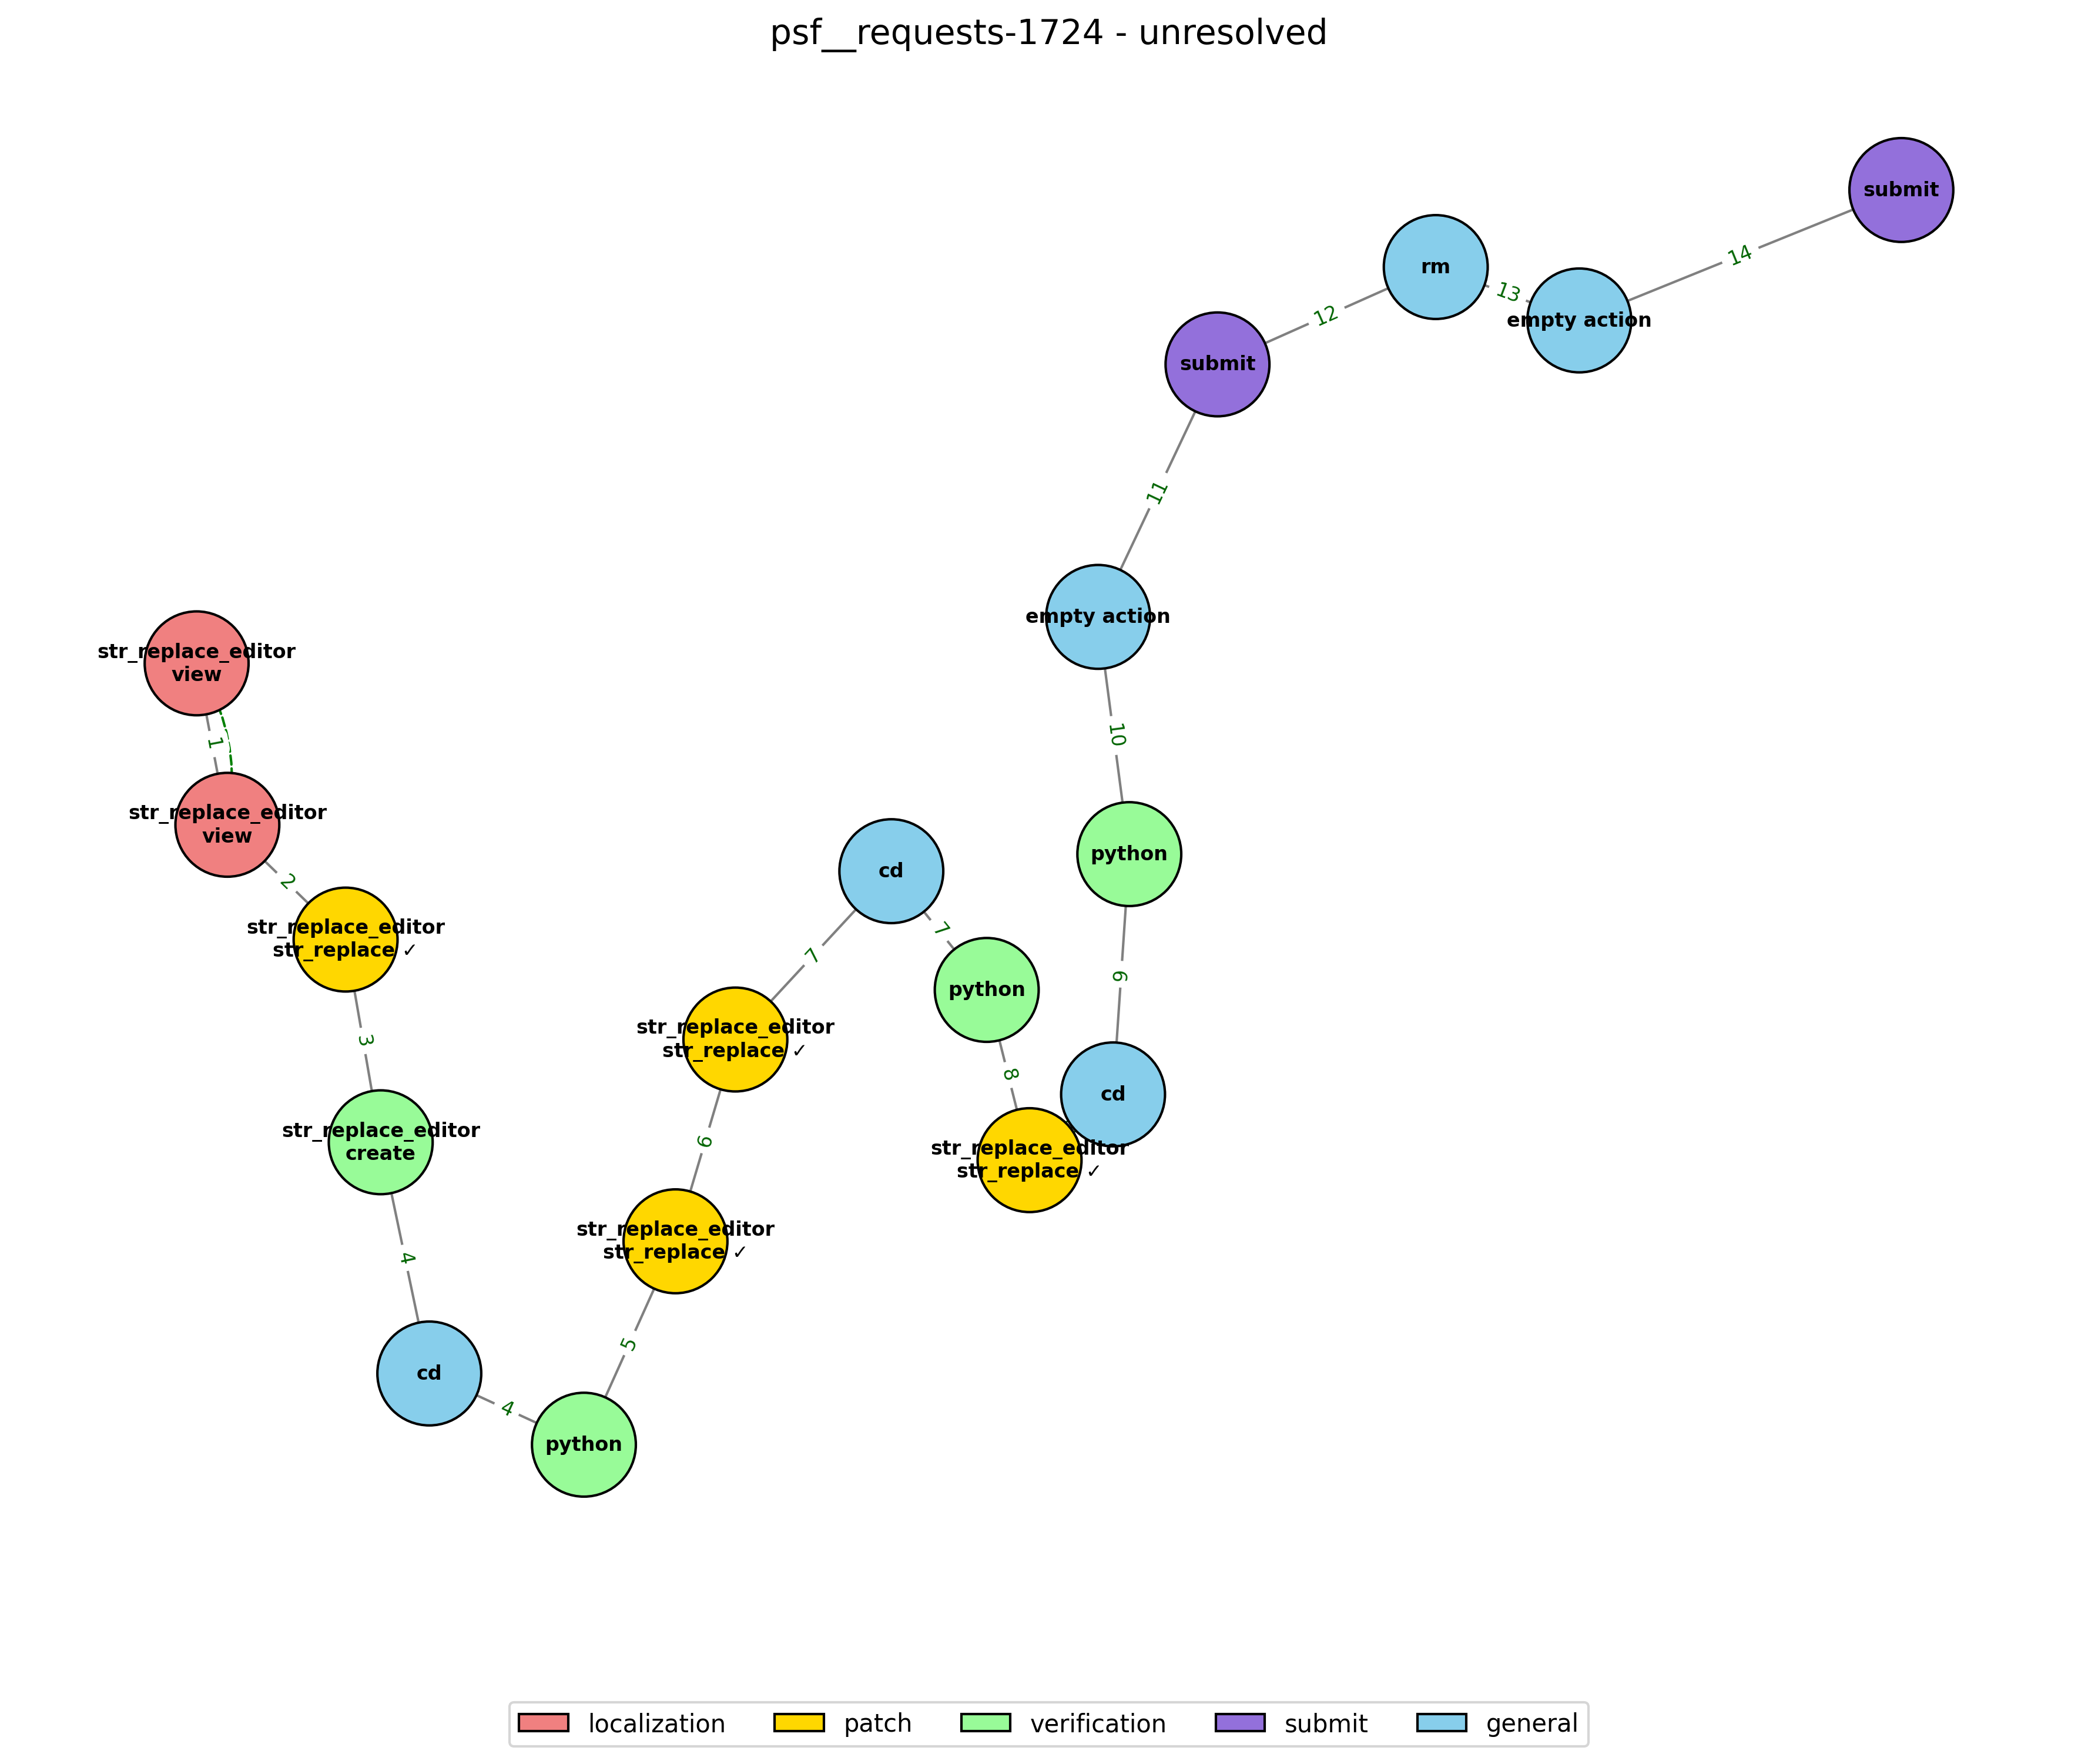 psf__requests-1724 - unresolved
submit
rm
14
13
empty action
12
submit
11
empty action
10
str_replace_editor
view
1
str_replace_editor
view
2
str_replace_editor
str_replace ✓
3
str_replace_editor
create
4
cd
4
python
5
str_replace_editor
str_replace ✓
6
str_replace_editor
str_replace ✓
7
cd
7
python
8
str_replace_editor
str_replace ✓
cd
9
python
localization
patch
verification
submit
general